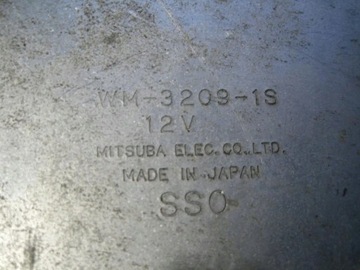 WM-3209-1S
12V
MITSUBA ELEC. CO., LTD.
MADE IN JAPAN
SSO